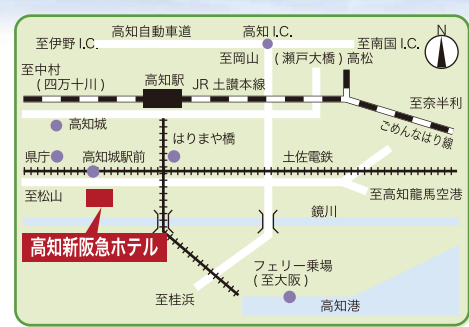 高知自動車道
高知 I.C.
N
至伊野 I.C.
至南国 I.C.
至岡山
(瀬戸大橋)高松
至中村
(四万十川)
高知駅
JR 土讃本線
至奈半利
ごめんなはり線
高知城
はりまや橋
県庁
高知城駅前
土佐電鉄
至松山
至高知龍馬空港
鏡川
高知新阪急ホテル
フェリー乗場
(至大阪)
至桂浜
高知港